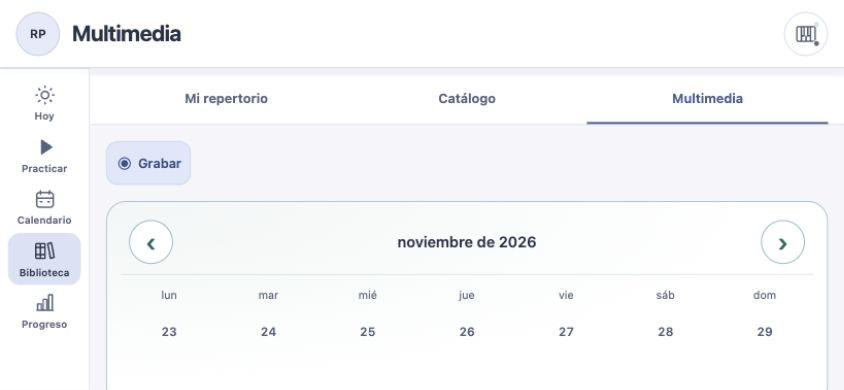 RP Multimedia
Mi repertorio Catálogo Multimedia
Hoy
Practicar
Calendario
Biblioteca
Progreso
Grabar
noviembre de 2026
lun mar mié jue vie sáb dom
23 24 25 26 27 28 29